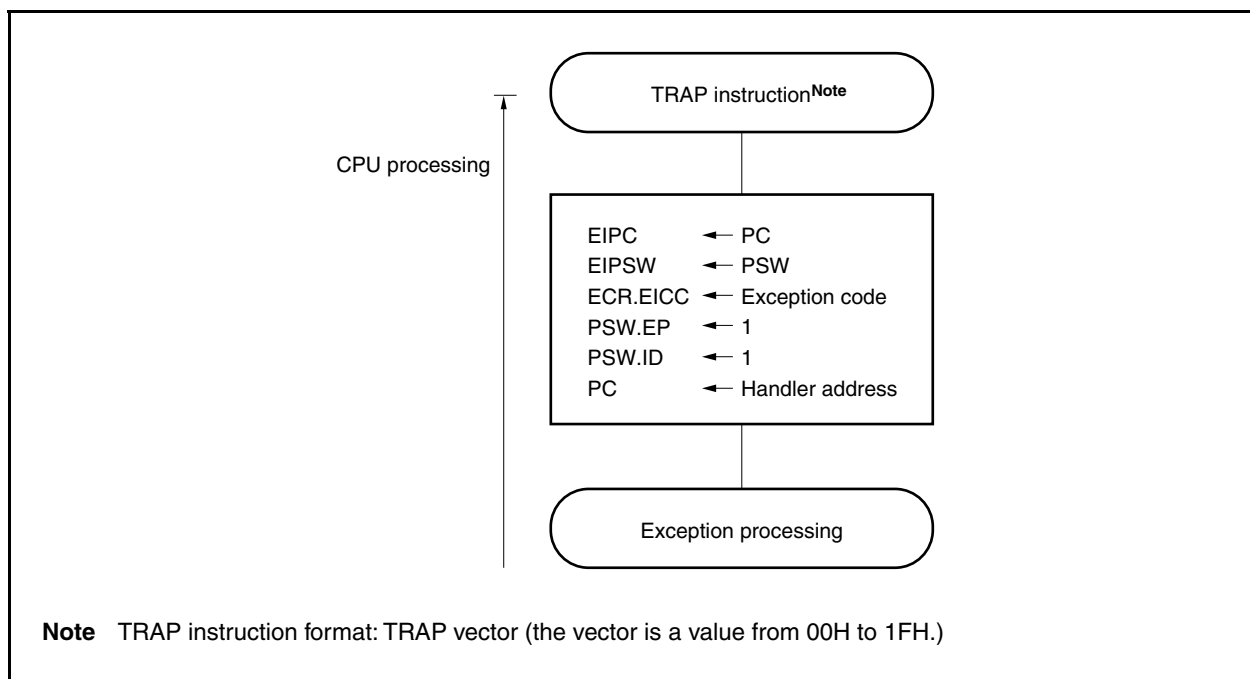 TRAP instructionNote
CPU processing
EIPC ← PC
EIPSW ← PSW
ECR.EICC ← Exception code
PSW.EP ← 1
PSW.ID ← 1
PC ← Handler address
Exception processing
Note TRAP instruction format: TRAP vector (the vector is a value from 00H to 1FH.)